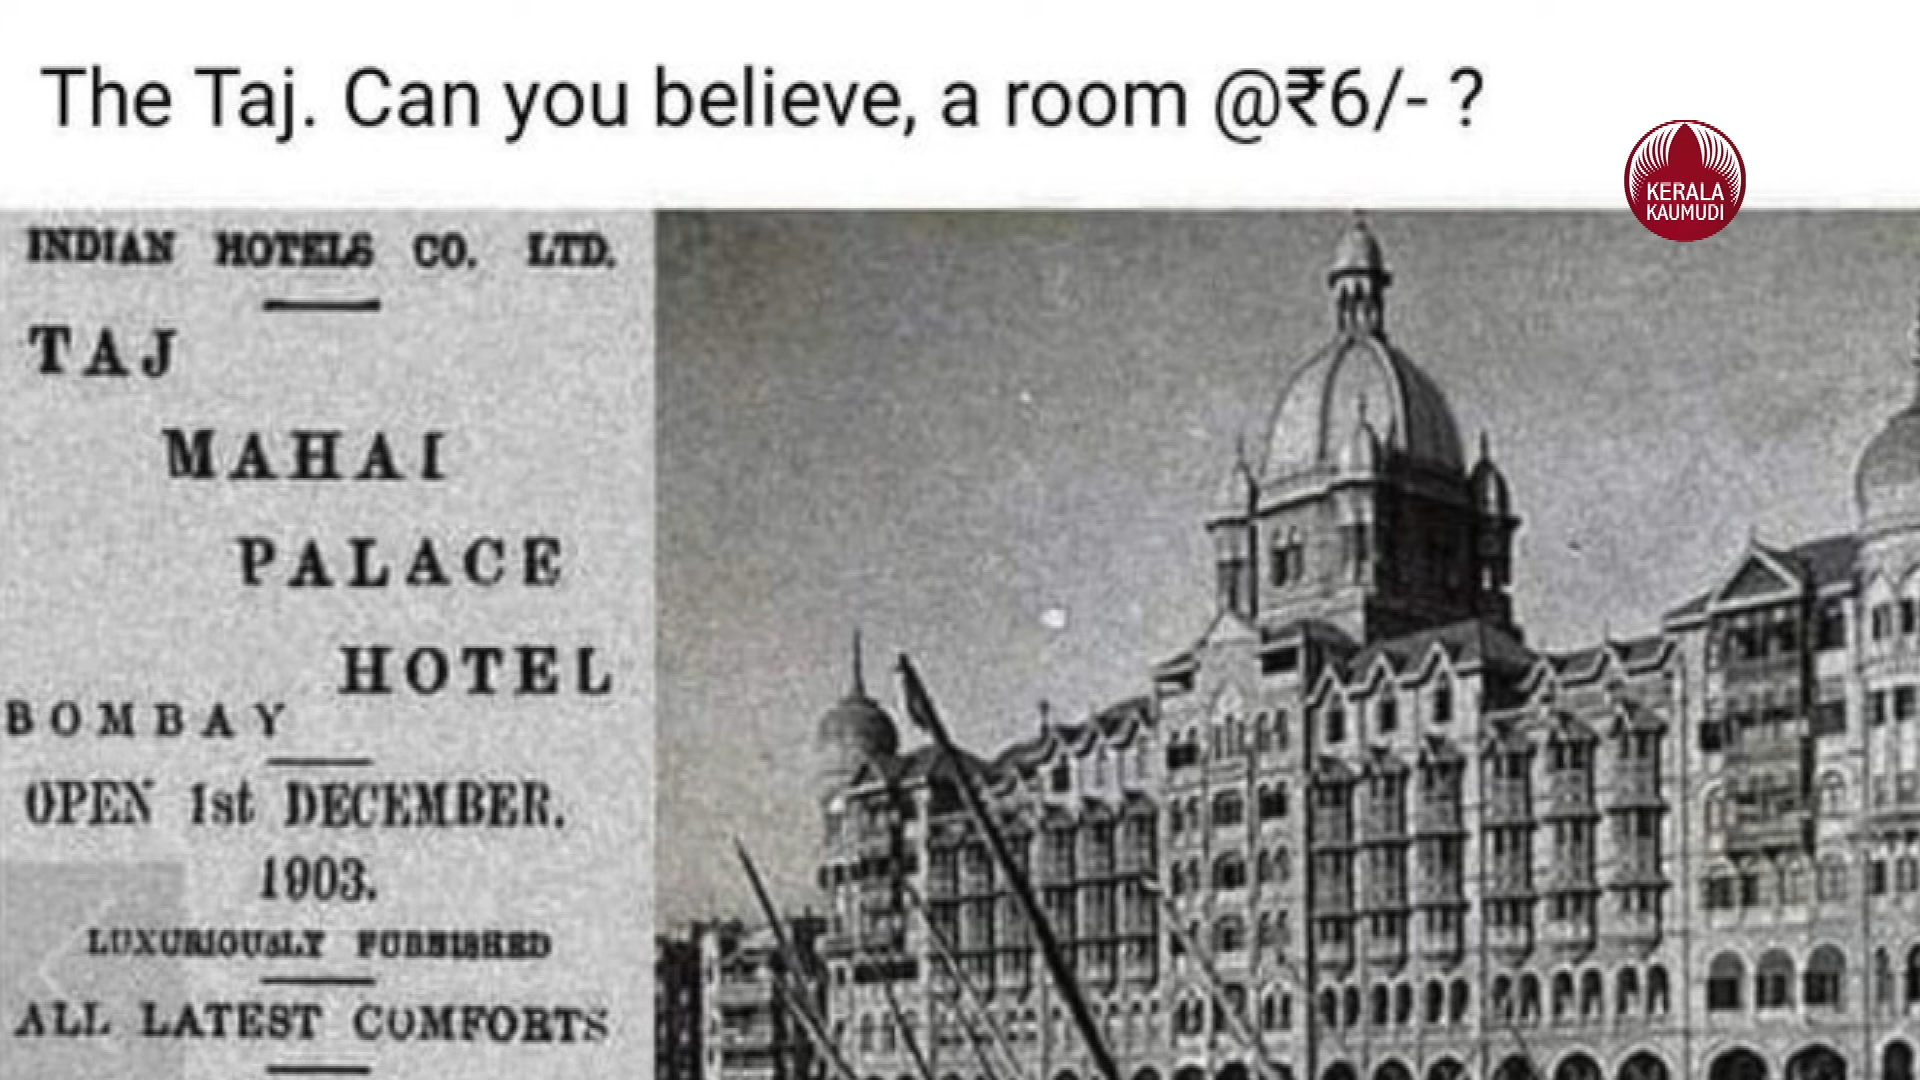 The Taj. Can you believe, a room @₹6/- ?
KERALA
KAUMUDI
INDIAN HOTELS CO. LTD.
TAJ
MAHAI
PALACE
HOTEL
BOMBAY
OPEN 1st DECEMBER.
1903.
LUXURIOUSLY FURNISHED
ALL LATEST COMFORTS